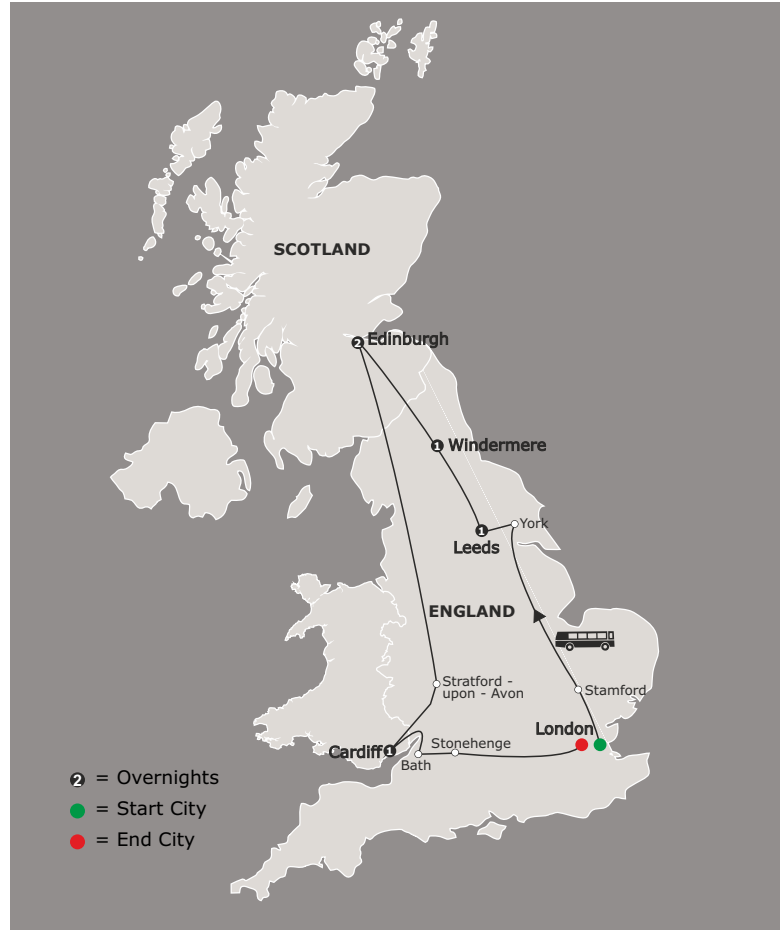 SCOTLAND
2 Edinburgh
1 Windermere
York
1
Leeds
ENGLAND
Stratford -
upon - Avon
Stamford
London
Cardiff 1
Stonehenge
Bath
2 = Overnights
= Start City
= End City